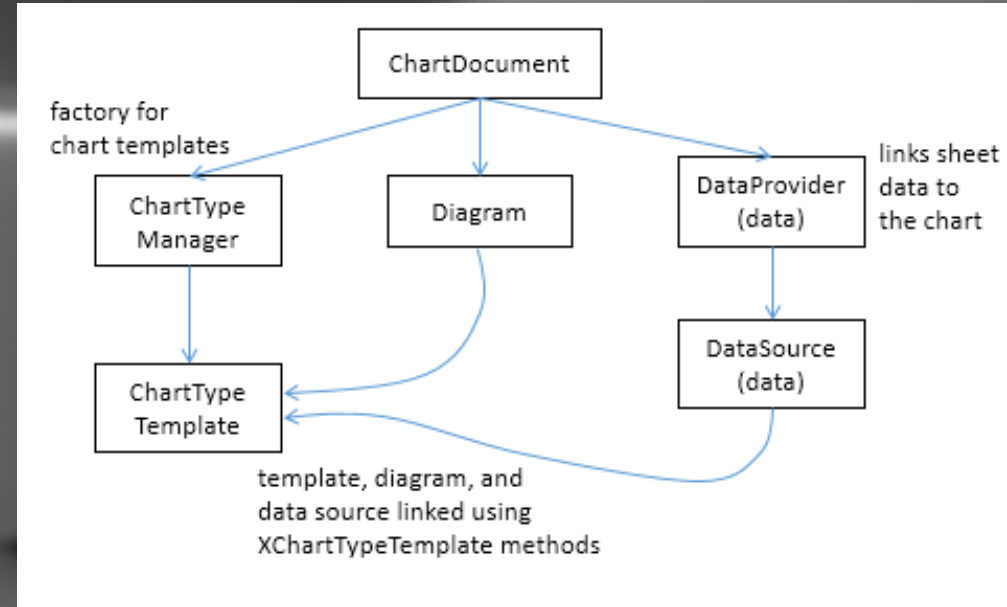 ChartDocument
factory for
chart templates
links sheet
data to
the chart
ChartType
Manager
Diagram
DataProvider
(data)
ChartType
Template
DataSource
(data)
template, diagram, and
data source linked using
XChartTypeTemplate methods